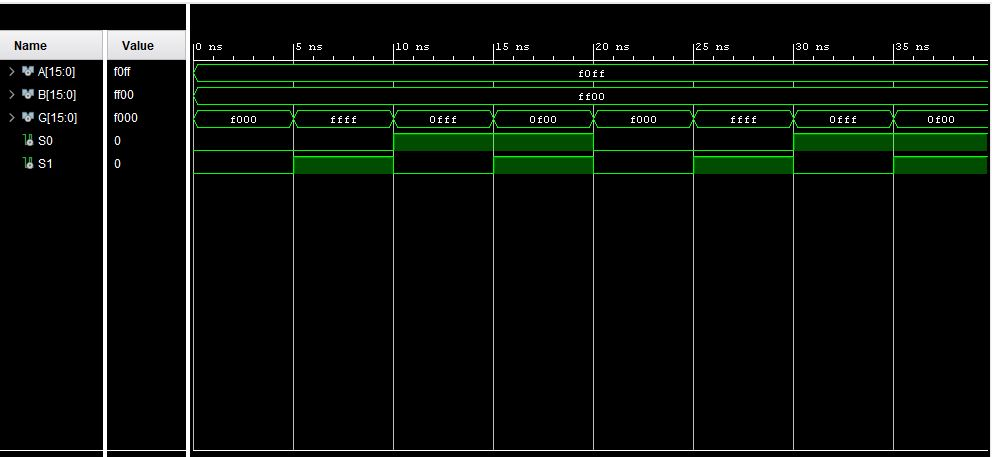 Name Value 0 ns 5 ns 10 ns 15 ns 20 ns 25 ns 30 ns 35 ns
A[15:0] f0ff f0ff
B[15:0] ff00 ff00
G[15:0] f000 f000 ffff 0fff 0f00 f000 ffff 0fff 0f00
S0 0
S1 0